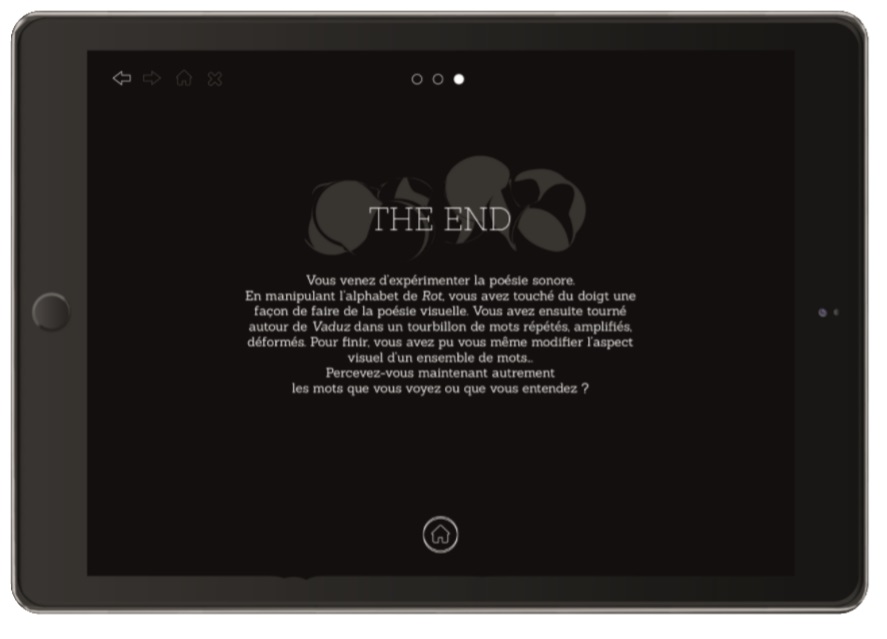 THE END
Vous venez d'expérimenter la poésie sonore.
En manipulant l'alphabet de Rot, vous avez touché du doigt une
façon de faire de la poésie visuelle. Vous avez ensuite tourné
autour de Vaduz dans un tourbillon de mots répétés, amplifiés,
déformés. Pour finir, vous avez pu vous même modifier l'aspect
visuel d'un ensemble de mots...
Percevez-vous maintenant autrement
les mots que vous voyez ou que vous entendez ?